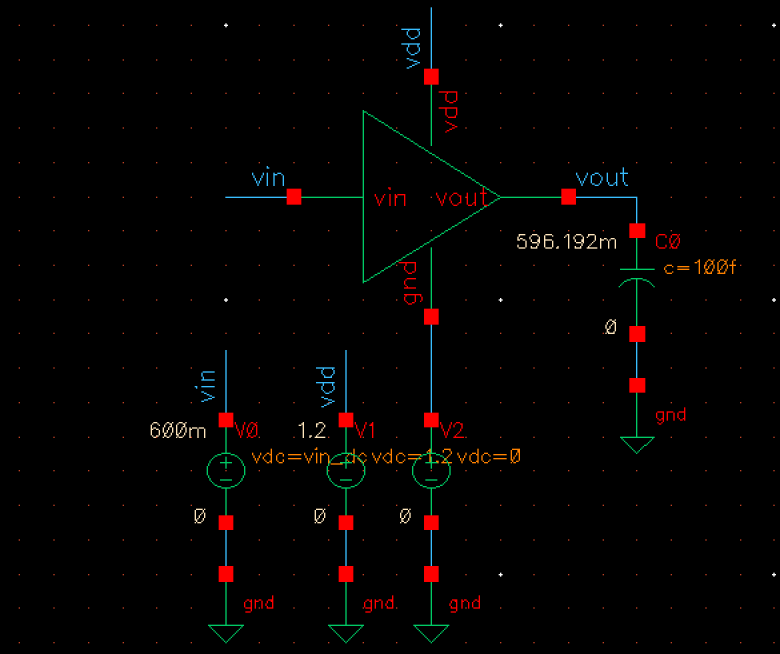 vdd
vdd
vin
vin
vout
vout
596.192m
C0
c=100f
gnd
0
vin
vdd
gnd
600m
V0
1.2
V1
V2
vdc=vin_dc
vdc=1.2
vdc=0
0
0
0
gnd
gnd
gnd